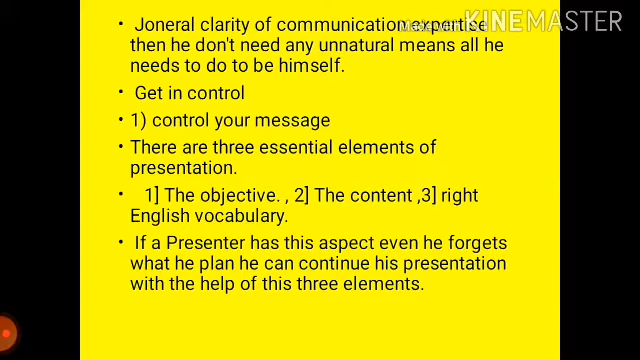 • Joneral clarity of communication expertise
then he don't need any unnatural means all he
needs to do to be himself.
• Get in control
• 1) control your message
• There are three essential elements of
presentation.
• 1] The objective. , 2] The content ,3] right
English vocabulary.
• If a Presenter has this aspect even he forgets
what he plan he can continue his presentation
with the help of this three elements.
Made with
KINEMASTER